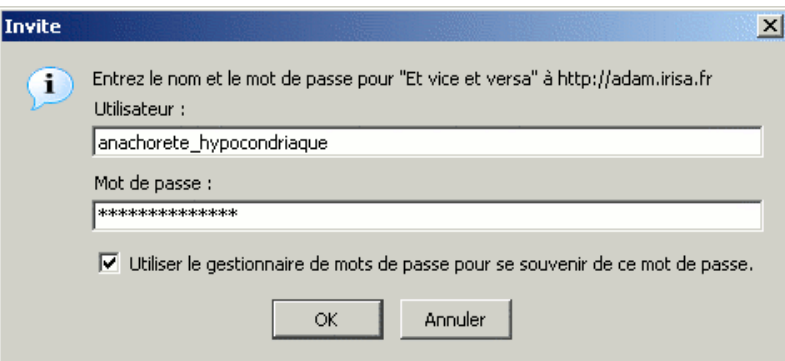 Invite
Entrez le nom et le mot de passe pour "Et vice et versa" à http://adam.irisa.fr
Utilisateur :
anachorete_hypocondriaque
Mot de passe :
**************
Utiliser le gestionnaire de mots de passe pour se souvenir de ce mot de passe.
OK
Annuler